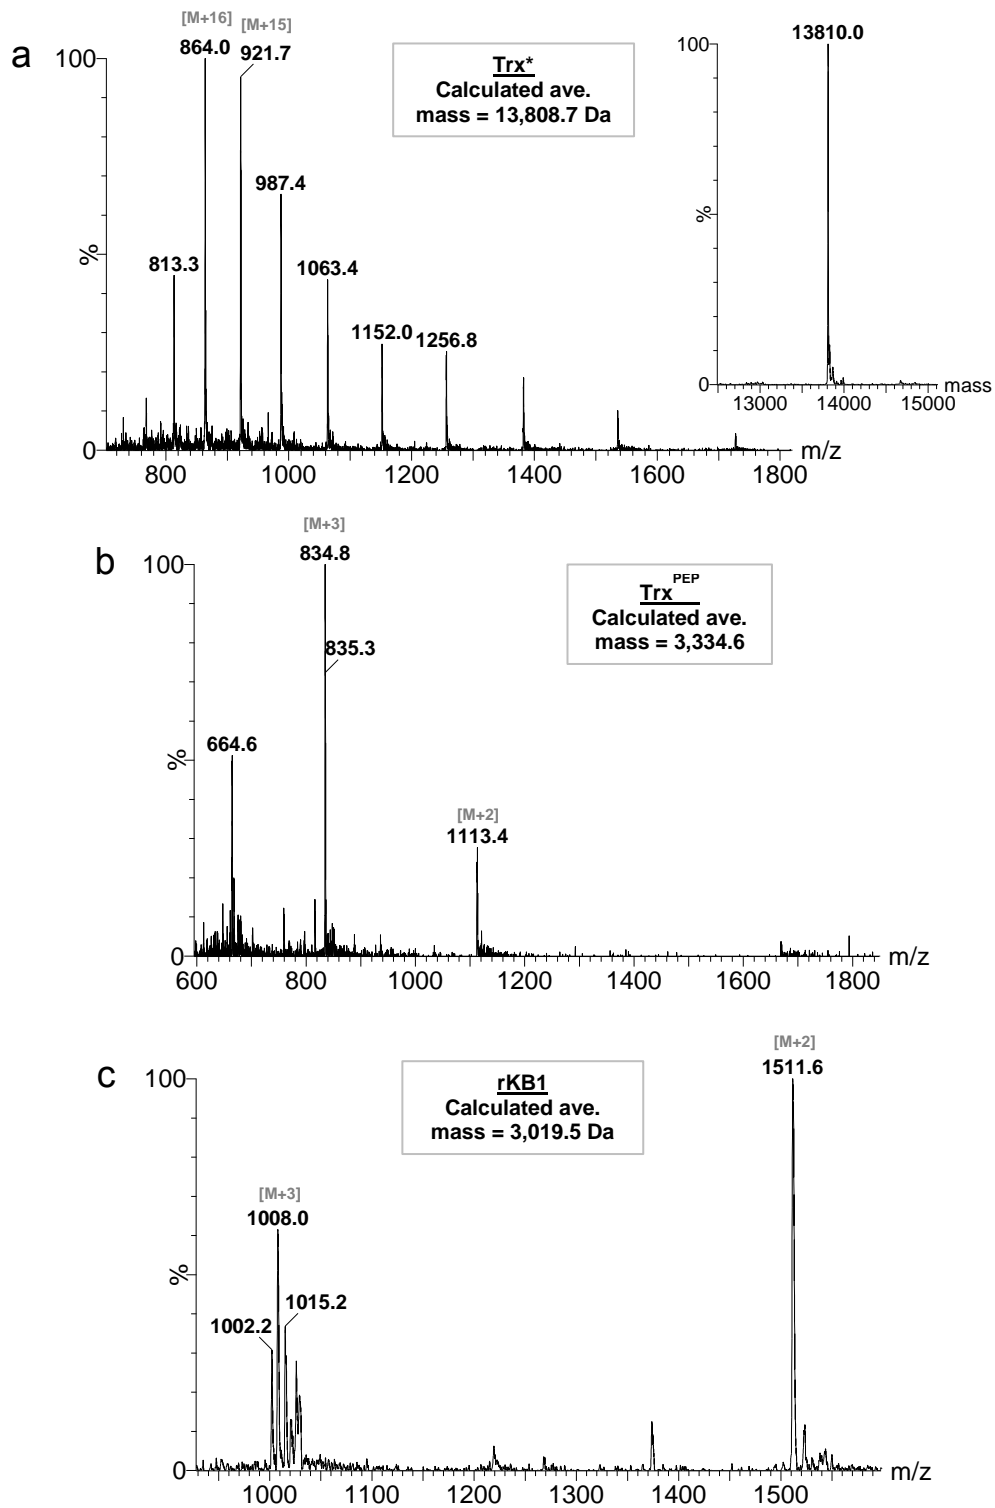 a
[M+16]
[M+15]
100
864.0
921.7
Trx*
Calculated ave.
mass = 13,808.7 Da
100
13810.0
987.4
%
813.3
1063.4
1152.0
1256.8
%
0
mass
13000
14000
15000
0
m/z
800
1000
1200
1400
1600
1800
b
[M+3]
100
834.8
Trx PEP
Calculated ave.
mass = 3,334.6
835.3
664.6
%
[M+2]
1113.4
0
m/z
600
800
1000
1200
1400
1600
1800
c
[M+2]
100
1511.6
rKB1
Calculated ave.
mass = 3,019.5 Da
[M+3]
1008.0
%
1015.2
1002.2
0
m/z
1000
1100
1200
1300
1400
1500